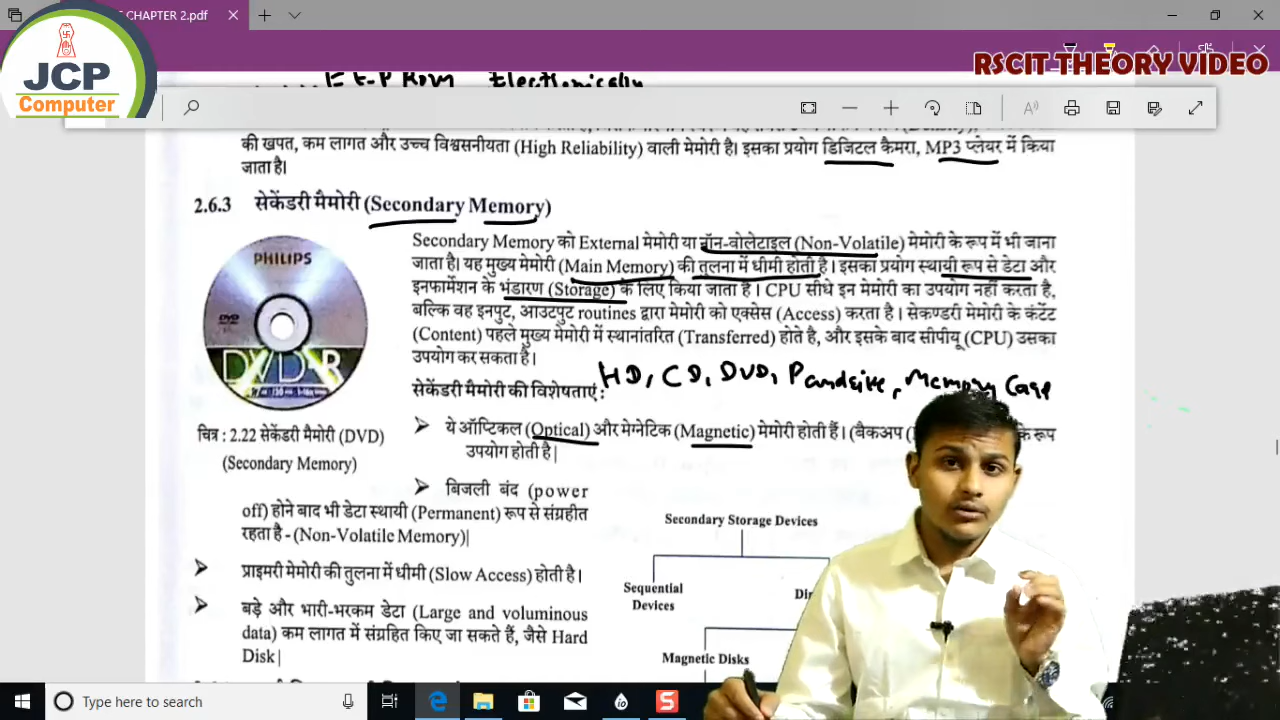 CHAPTER 2.pdf
JCP
Computer
RSCIT THEORY VIDEO
E E-P Rom Electronically
की खपत, कम लागत और उच्च विश्वसनीयता (High Reliability) वाली मेमोरी है। इसका प्रयोग डिजिटल कैमरा, MP3 प्लेयर में किया
जाता है।
2.6.3 सेकेंडरी मैमोरी (Secondary Memory)
PHILIPS
DVD
DVD-R
Secondary Memory को External मेमोरी या नॉन-वोलेटाइल (Non-Volatile) मेमोरी के रूप में भी जाना
जाता है। यह मुख्य मेमोरी (Main Memory) की तुलना में धीमी होती है। इसका प्रयोग स्थायी रूप से डेटा और
इनफार्मेशन के भंडारण (Storage) के लिए किया जाता है। CPU सीधे इन मेमोरी का उपयोग नहीं करता है,
बल्कि वह इनपुट, आउटपुट routines द्वारा मेमोरी को एक्सेस (Access) करता है। सेकण्डरी मेमोरी के कंटेंट
(Content) पहले मुख्य मेमोरी में स्थानांतरित (Transferred) होते है, और इसके बाद सीपीयू (CPU) उसका
उपयोग कर सकता है।
HD, CD, DVD, Pandrive, Memory Case
सेकेंडरी मैमोरी की विशेषताएं :
चित्र : 2.22 सेकेंडरी मैमोरी (DVD)
(Secondary Memory)
ये ऑप्टिकल (Optical) और मेग्नेटिक (Magnetic) मेमोरी होती हैं। (बैकअप के रूप
उपयोग होती है|
बिजली बंद (power
off) होने बाद भी डेटा स्थायी (Permanent) रूप से संग्रहीत
रहता है - (Non-Volatile Memory)|
प्राइमरी मेमोरी की तुलना में धीमी (Slow Access) होती है।
बड़े और भारी-भरकम डेटा (Large and voluminous
data) कम लागत में संग्रहित किए जा सकते हैं, जैसे Hard
Disk|
Secondary Storage Devices
Sequential
Devices
Magnetic Disks
Type here to search